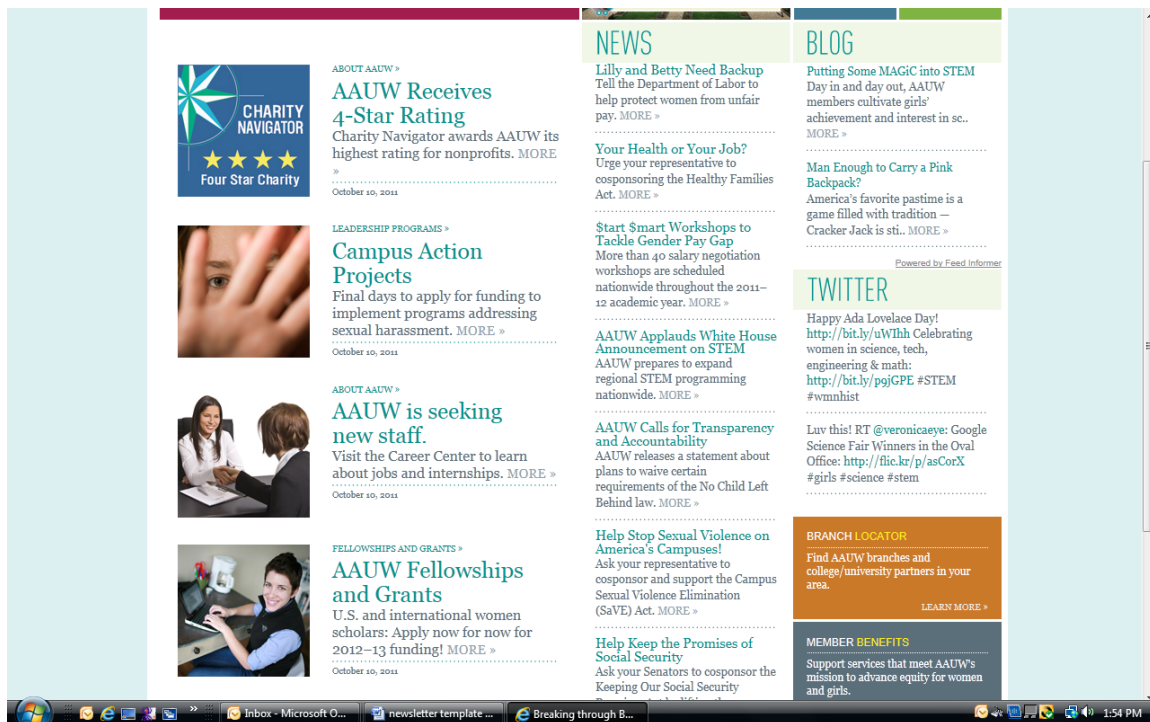 CHARITY
NAVIGATOR
Four Star Charity
ABOUT AAUW »
AAUW Receives
4-Star Rating
Charity Navigator awards AAUW its
highest rating for nonprofits. MORE
»
October 10, 2011
LEADERSHIP PROGRAMS »
Campus Action
Projects
Final days to apply for funding to
implement programs addressing
sexual harassment. MORE »
October 10, 2011
ABOUT AAUW »
AAUW is seeking
new staff.
Visit the Career Center to learn
about jobs and internships. MORE »
October 10, 2011
FELLOWSHIPS AND GRANTS »
AAUW Fellowships
and Grants
U.S. and international women
scholars: Apply now for now for
2012–13 funding! MORE »
October 10, 2011
NEWS
Lilly and Betty Need Backup
Tell the Department of Labor to
help protect women from unfair
pay. MORE »
Your Health or Your Job?
Urge your representative to
cosponsoring the Healthy Families
Act. MORE »
$tart $mart Workshops to
Tackle Gender Pay Gap
More than 40 salary negotiation
workshops are scheduled
nationwide throughout the 2011–
12 academic year. MORE »
AAUW Applauds White House
Announcement on STEM
AAUW prepares to expand
regional STEM programming
nationwide. MORE »
AAUW Calls for Transparency
and Accountability
AAUW releases a statement about
plans to waive certain
requirements of the No Child Left
Behind law. MORE »
Help Stop Sexual Violence on
America's Campuses!
Ask your representative to
cosponsor and support the Campus
Sexual Violence Elimination
(SaVE) Act. MORE »
Help Keep the Promises of
Social Security
Ask your Senators to cosponsor the
Keeping Our Social Security
BLOG
Putting Some MAGiC into STEM
Day in and day out, AAUW
members cultivate girls'
achievement and interest in sc..
MORE »
Man Enough to Carry a Pink
Backpack?
America's favorite pastime is a
game filled with tradition —
Cracker Jack is sti.. MORE »
Powered by Feed Informer
TWITTER
Happy Ada Lovelace Day!
http://bit.ly/uWIhh Celebrating
women in science, tech,
engineering & math:
http://bit.ly/p9jGPE #STEM
#wmnhist
Luv this! RT @veronicaeye: Google
Science Fair Winners in the Oval
Office: http://flic.kr/p/asCorX
#girls #science #stem
BRANCH LOCATOR
Find AAUW branches and
college/university partners in your
area.
LEARN MORE »
MEMBER BENEFITS
Support services that meet AAUW's
mission to advance equity for women
and girls.
Inbox - Microsoft O...
newsletter template ...
Breaking through B...
1:54 PM